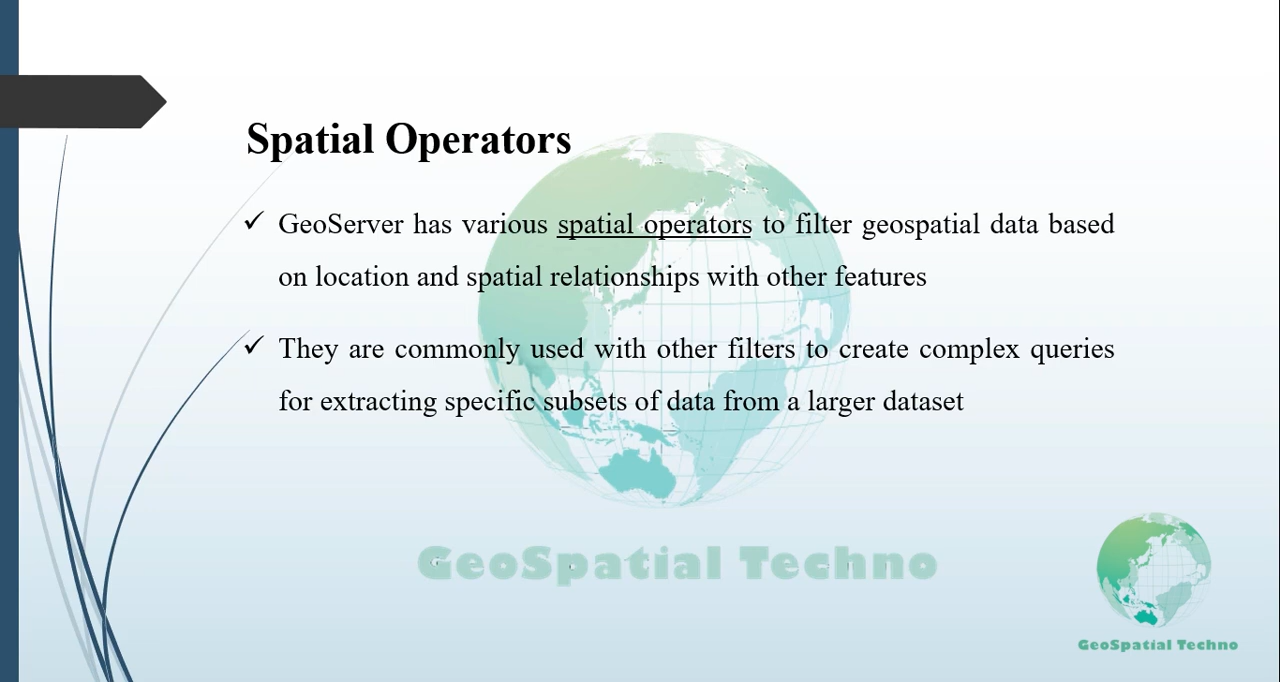 Spatial Operators
✓ GeoServer has various spatial operators to filter geospatial data based
on location and spatial relationships with other features
✓ They are commonly used with other filters to create complex queries
for extracting specific subsets of data from a larger dataset
GeoSpatial Techno
GeoSpatial Techno